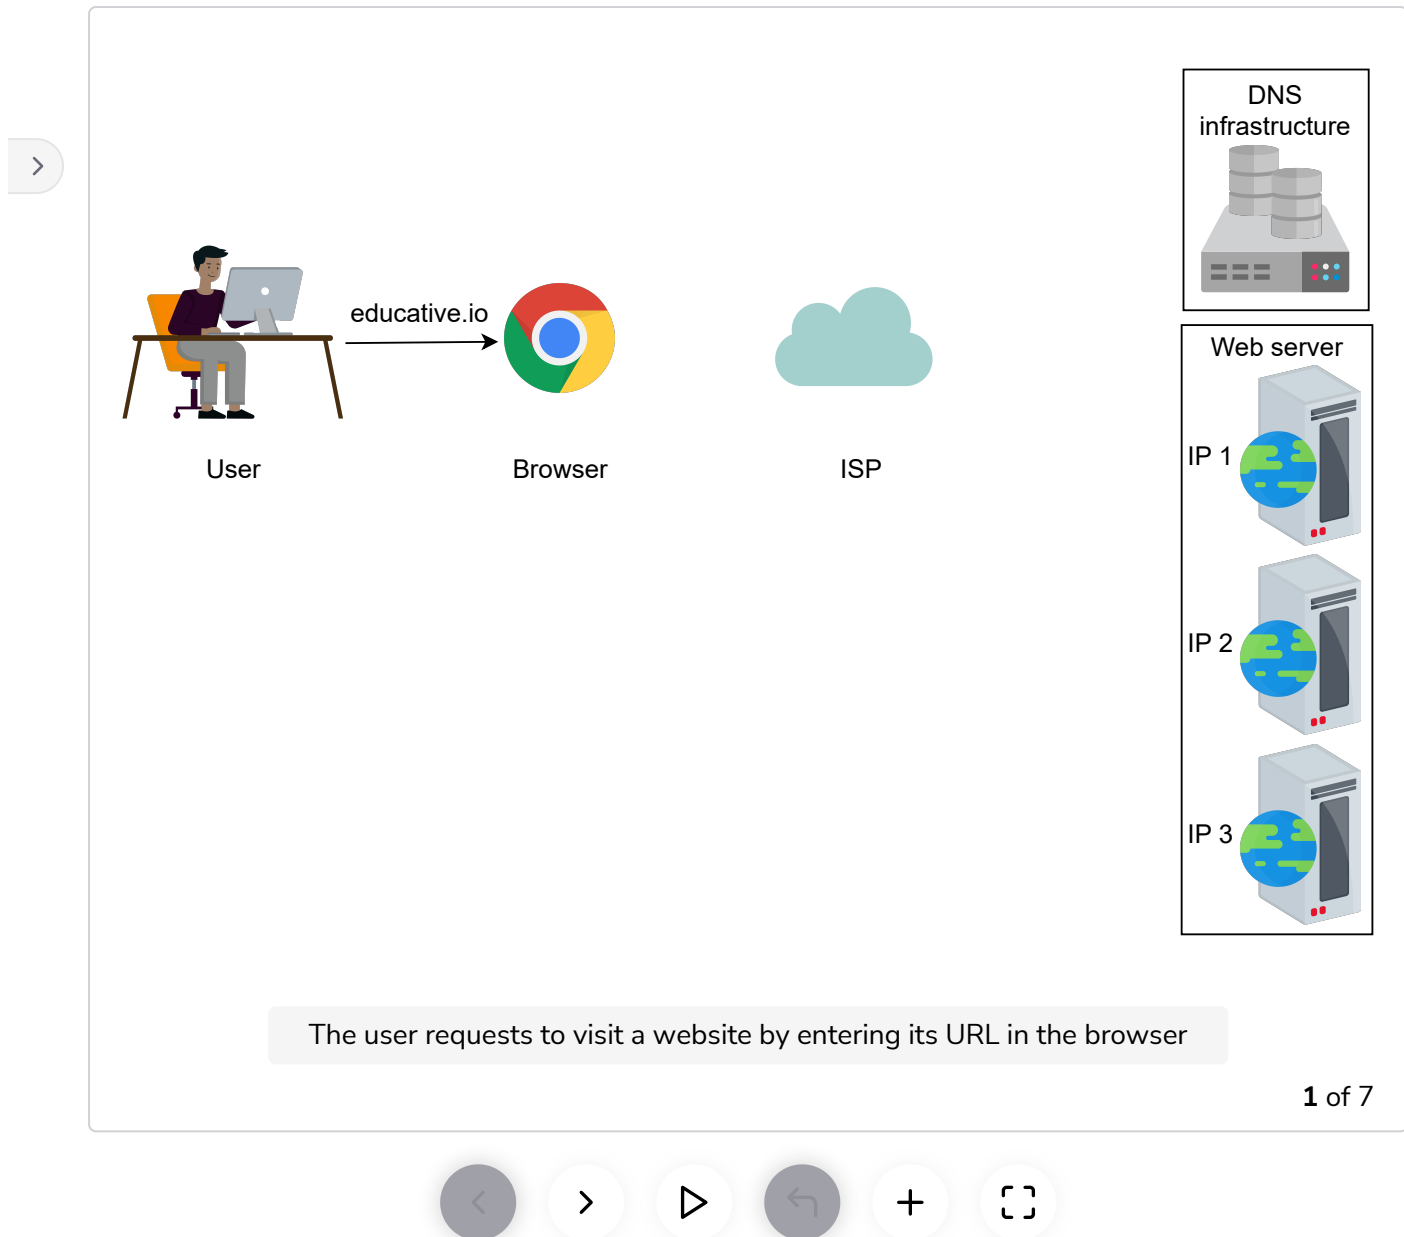 DNS
infrastructure
educative.io
Web server
User
Browser
ISP
IP 1
IP 2
IP 3
The user requests to visit a website by entering its URL in the browser
1 of 7